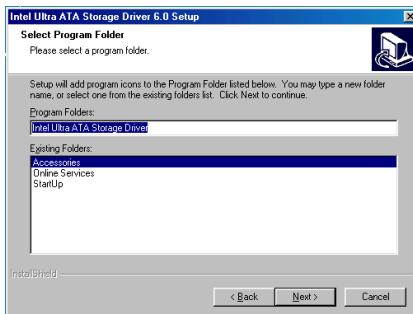 Intel Ultra ATA Storage Driver 6.0 Setup
Select Program Folder
Please select a program folder.
Setup will add program icons to the Program Folder listed below. You may type a new folder
name, or select one from the existing folders list. Click Next to continue.
Program Folders:
Intel Ultra ATA Storage Driver
Existing Folders:
Accessories
Online Services
StartUp
InstallShield
< Back
Next >
Cancel